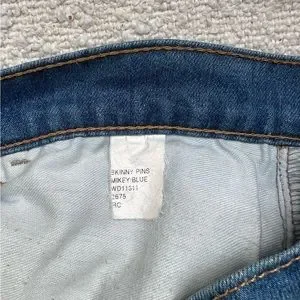 SKINNY PINS
MIKEY BLUE
WD11511
2675
RC